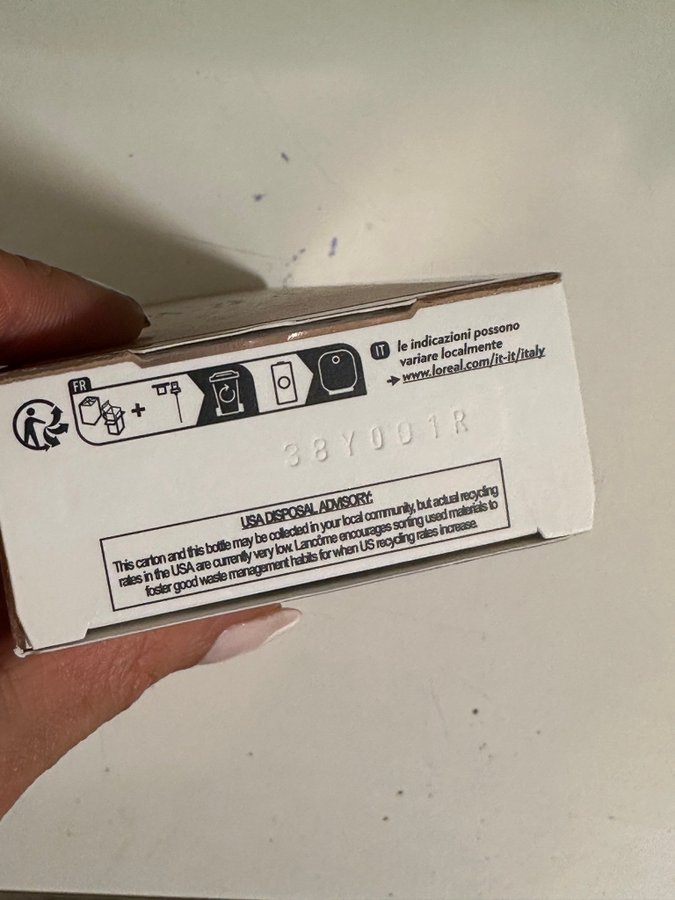 FR
IT
le indicazioni possono
variare localmente
www.loreal.com/it-it/italy
38Y001R
USA DISPOSAL ADVISORY:
This carton and this bottle may be collected in your local community, but actual recycling
rates in the USA are currently very low. Lancôme encourages sorting used materials to
foster good waste management habits for when US recycling rates increase.